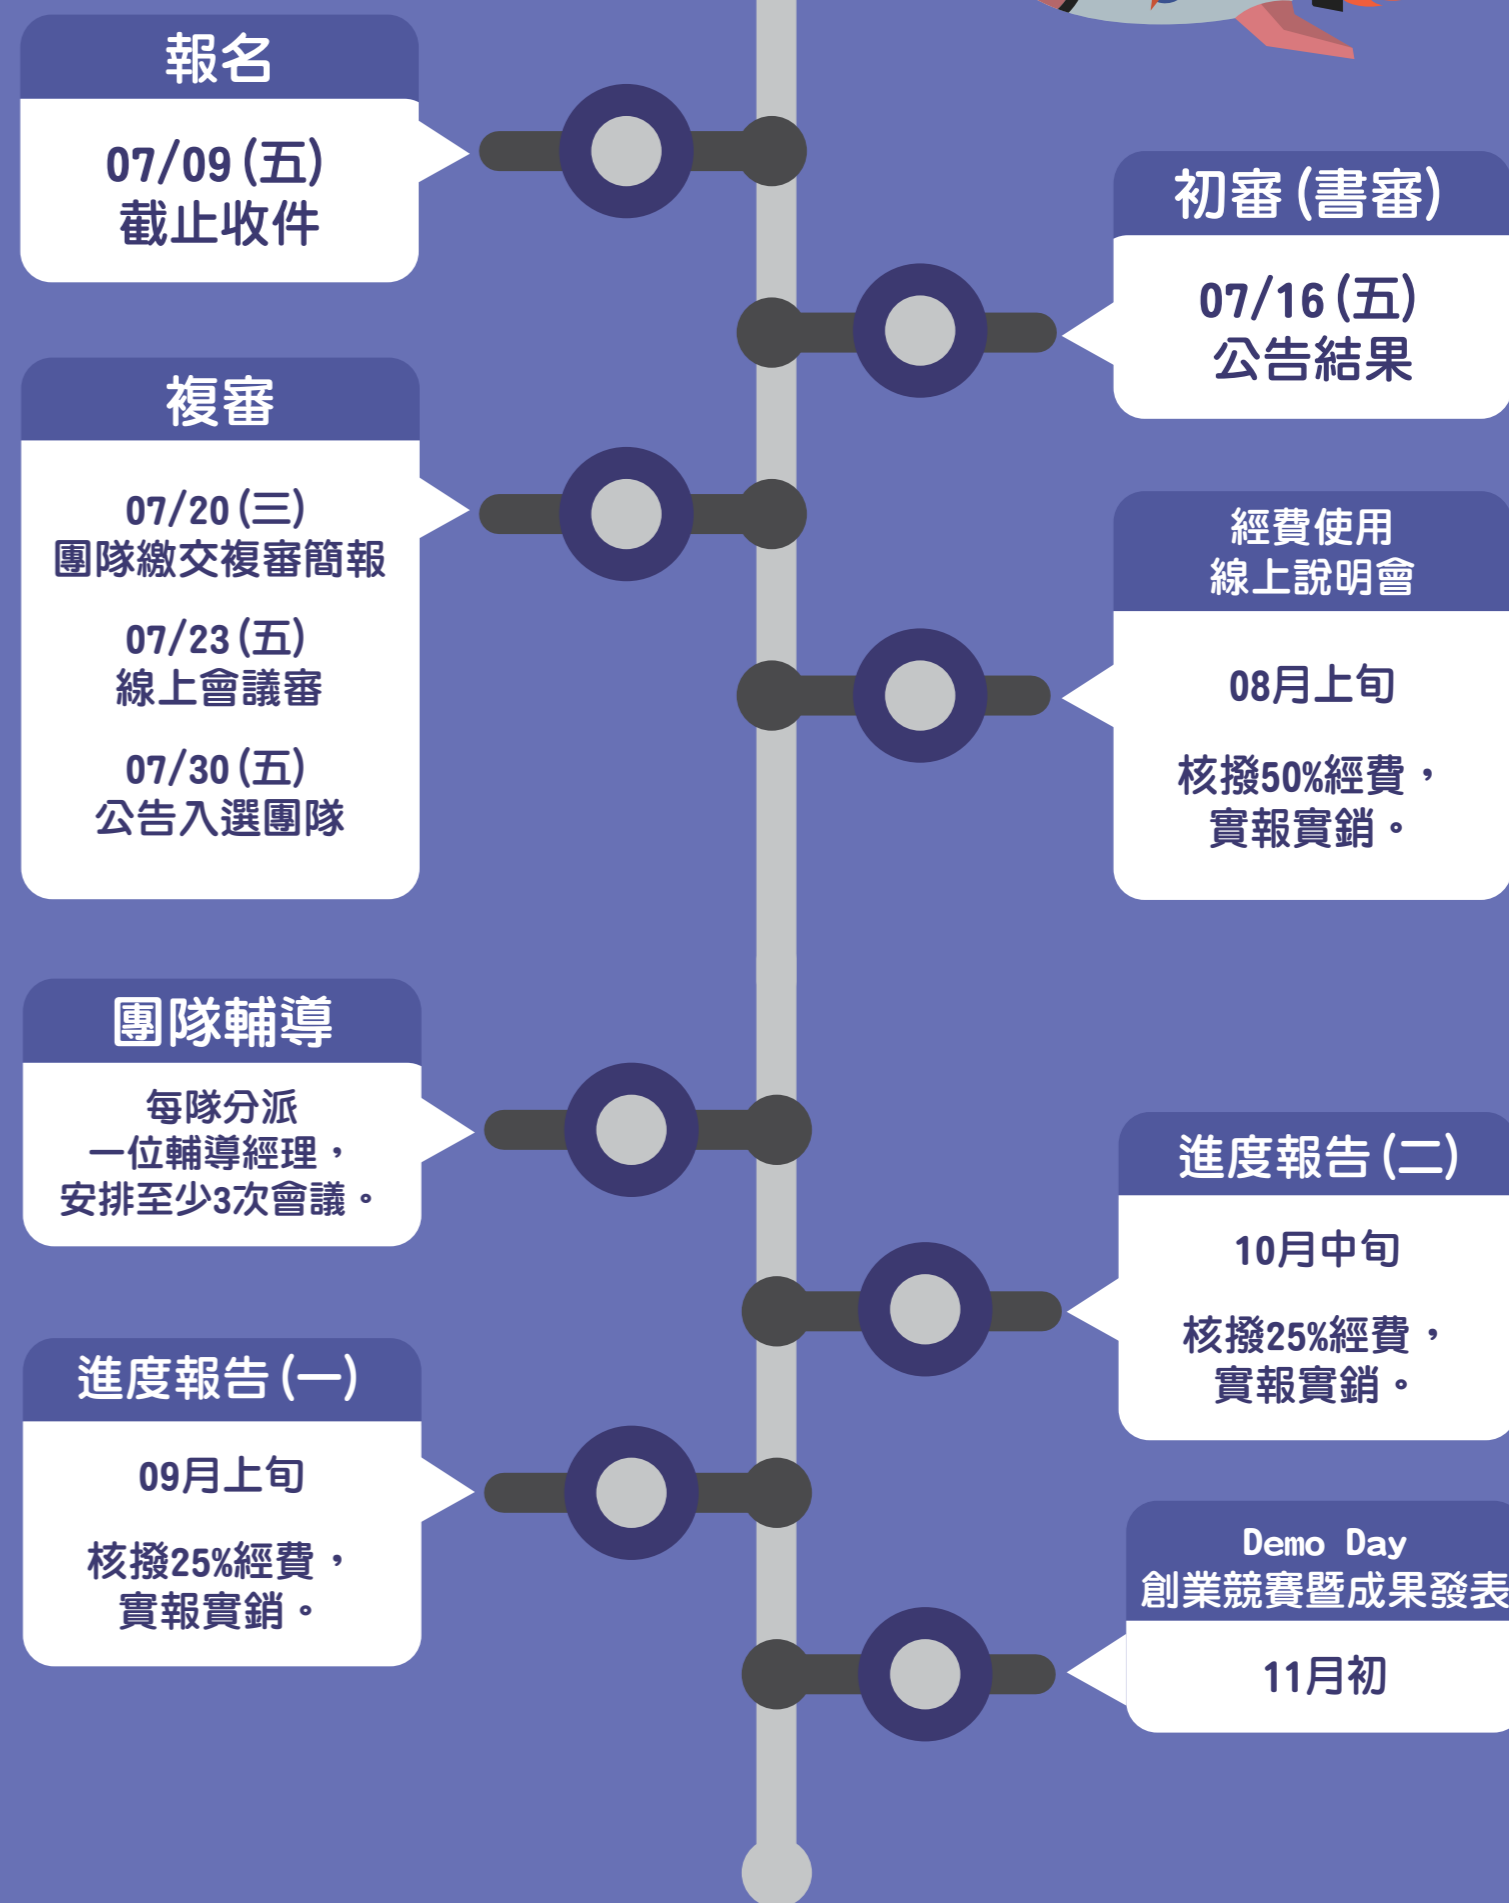 報名
07/09(五)
截止收件
初審(書審)
07/16(五)
公告結果
複審
07/20(三)
團隊繳交複審簡報
07/23(五)
線上會議審
07/30(五)
公告入選團隊
經費使用
線上說明會
08月上旬
核撥50%經費，
實報實銷。
團隊輔導
每隊分派
一位輔導經理，
安排至少3次會議。
進度報告(一)
09月上旬
核撥25%經費，
實報實銷。
進度報告(二)
10月中旬
核撥25%經費，
實報實銷。
Demo Day
創業競賽暨成果發表
11月初